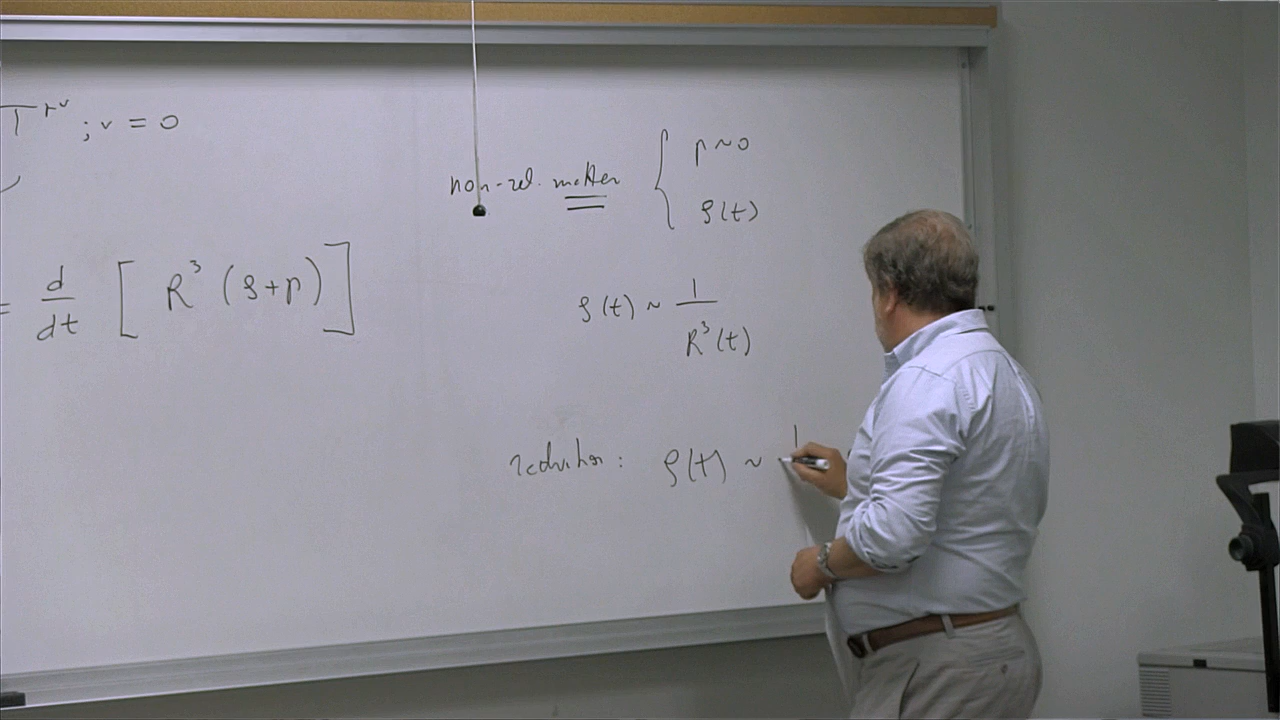 T^{μν} ;ν = 0
= d/dt [ R³ (ρ+p) ]
non-rel. matter { p ~ 0
ρ(t)
ρ(t) ~ 1/R³(t)
radiation : ρ(t) ~ 1